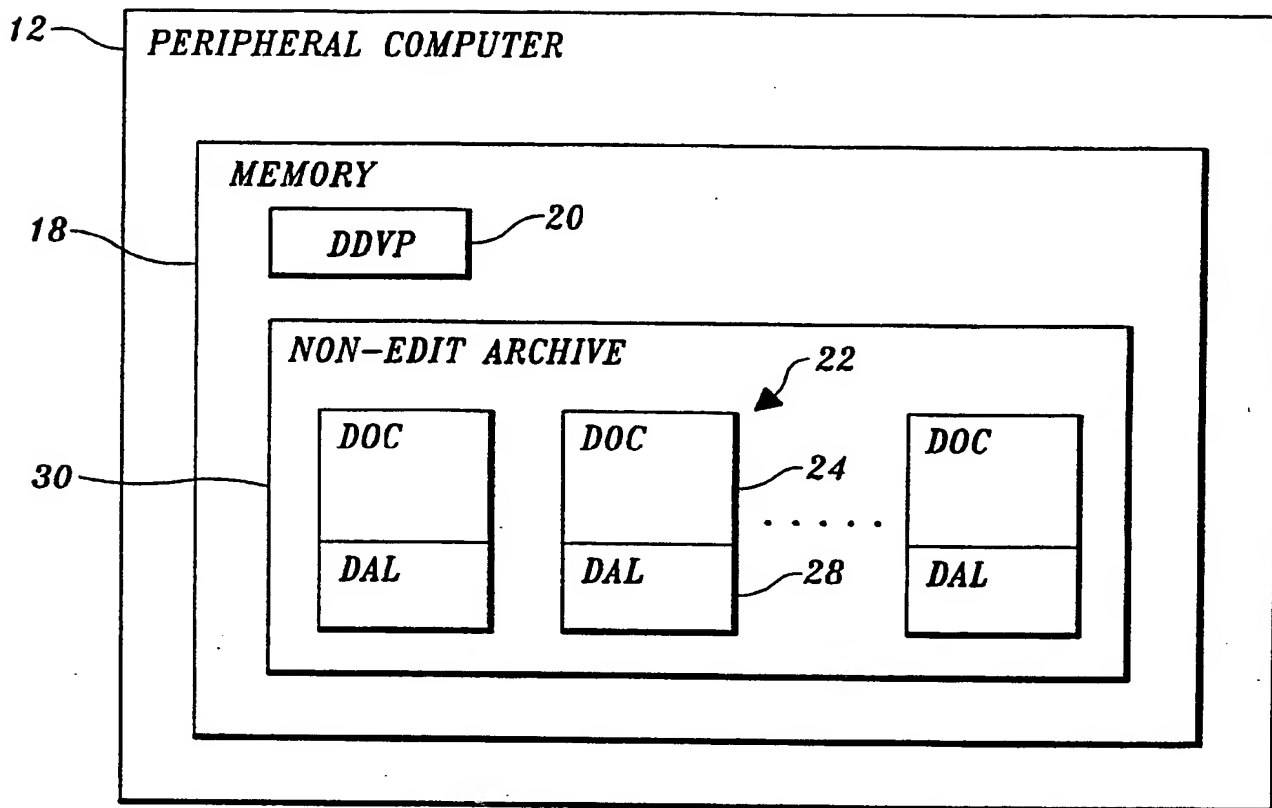 12
PERIPHERAL COMPUTER
MEMORY
18
DDVP
20
NON-EDIT ARCHIVE
22
DOC
DOC
DOC
24
30
. . . . .
DAL
DAL
28
DAL